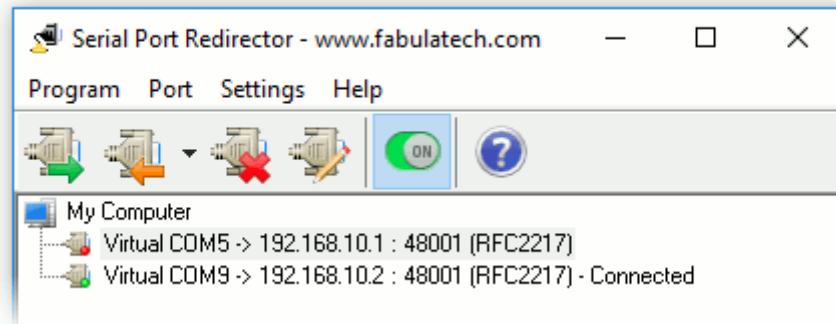 Serial Port Redirector - www.fabulatech.com
Program Port Settings Help
ON ?
My Computer
Virtual COM5 -> 192.168.10.1 : 48001 (RFC2217)
Virtual COM9 -> 192.168.10.2 : 48001 (RFC2217) - Connected